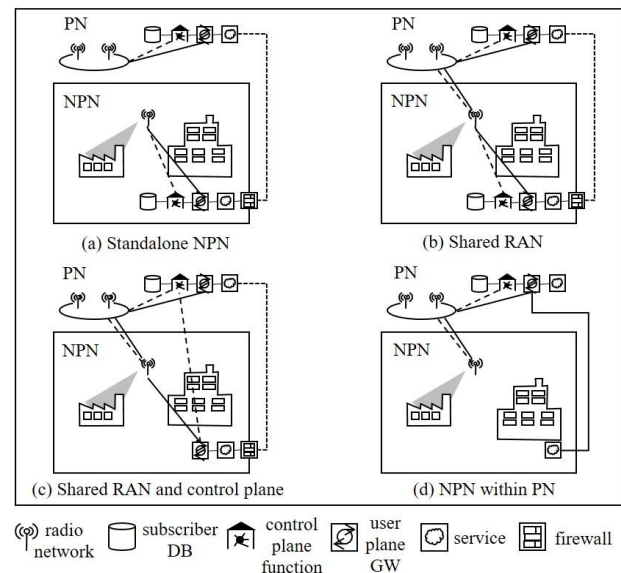 PN
NPN
(a) Standalone NPN
PN
NPN
(b) Shared RAN
PN
NPN
(c) Shared RAN and control plane
PN
NPN
(d) NPN within PN
radio
network
subscriber
DB
control
plane
function
user
plane
GW
service
firewall